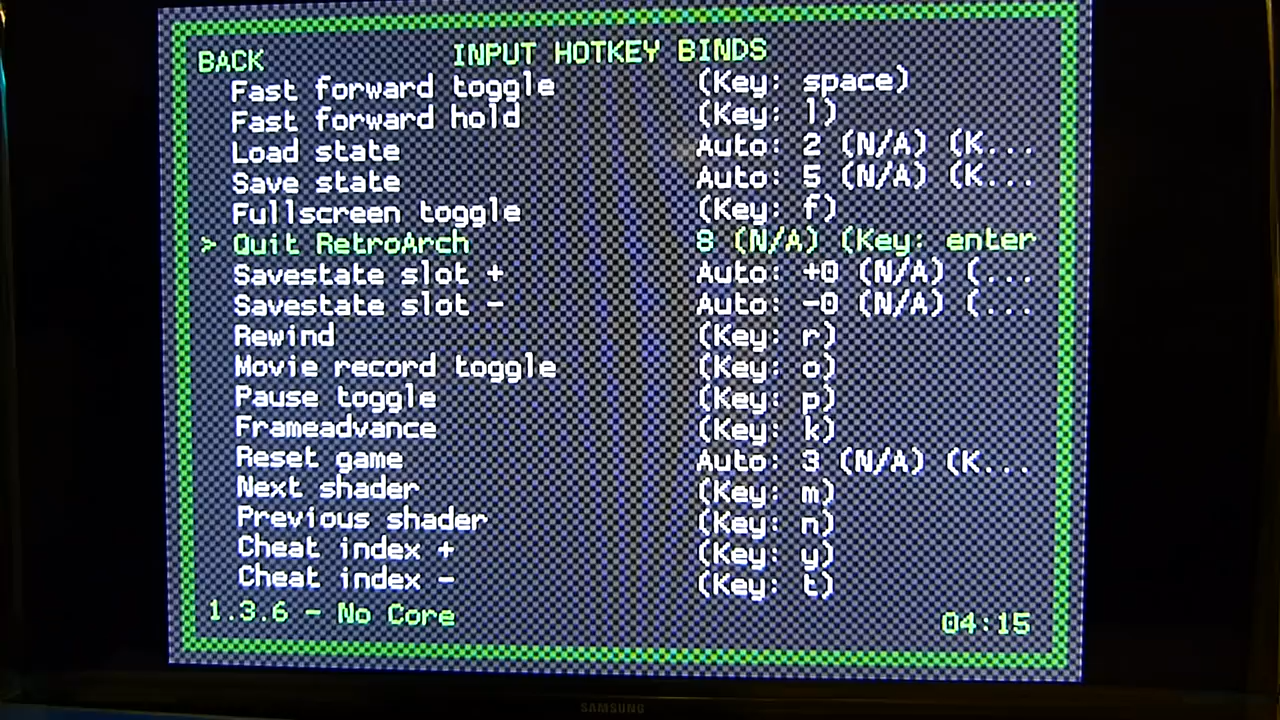 BACK INPUT HOTKEY BINDS
Fast forward toggle (Key: space)
Fast forward hold (Key: l)
Load state Auto: 2 (N/A) (K...
Save state Auto: 5 (N/A) (K...
Fullscreen toggle (Key: f)
> Quit RetroArch 8 (N/A) (Key: enter
Savestate slot + Auto: +0 (N/A) (...
Savestate slot - Auto: -0 (N/A) (...
Rewind (Key: r)
Movie record toggle (Key: o)
Pause toggle (Key: p)
Frameadvance (Key: k)
Reset game Auto: 3 (N/A) (K...
Next shader (Key: m)
Previous shader (Key: n)
Cheat index + (Key: y)
Cheat index - (Key: t)
1.3.6 - No Core 04:15
SAMSUNG